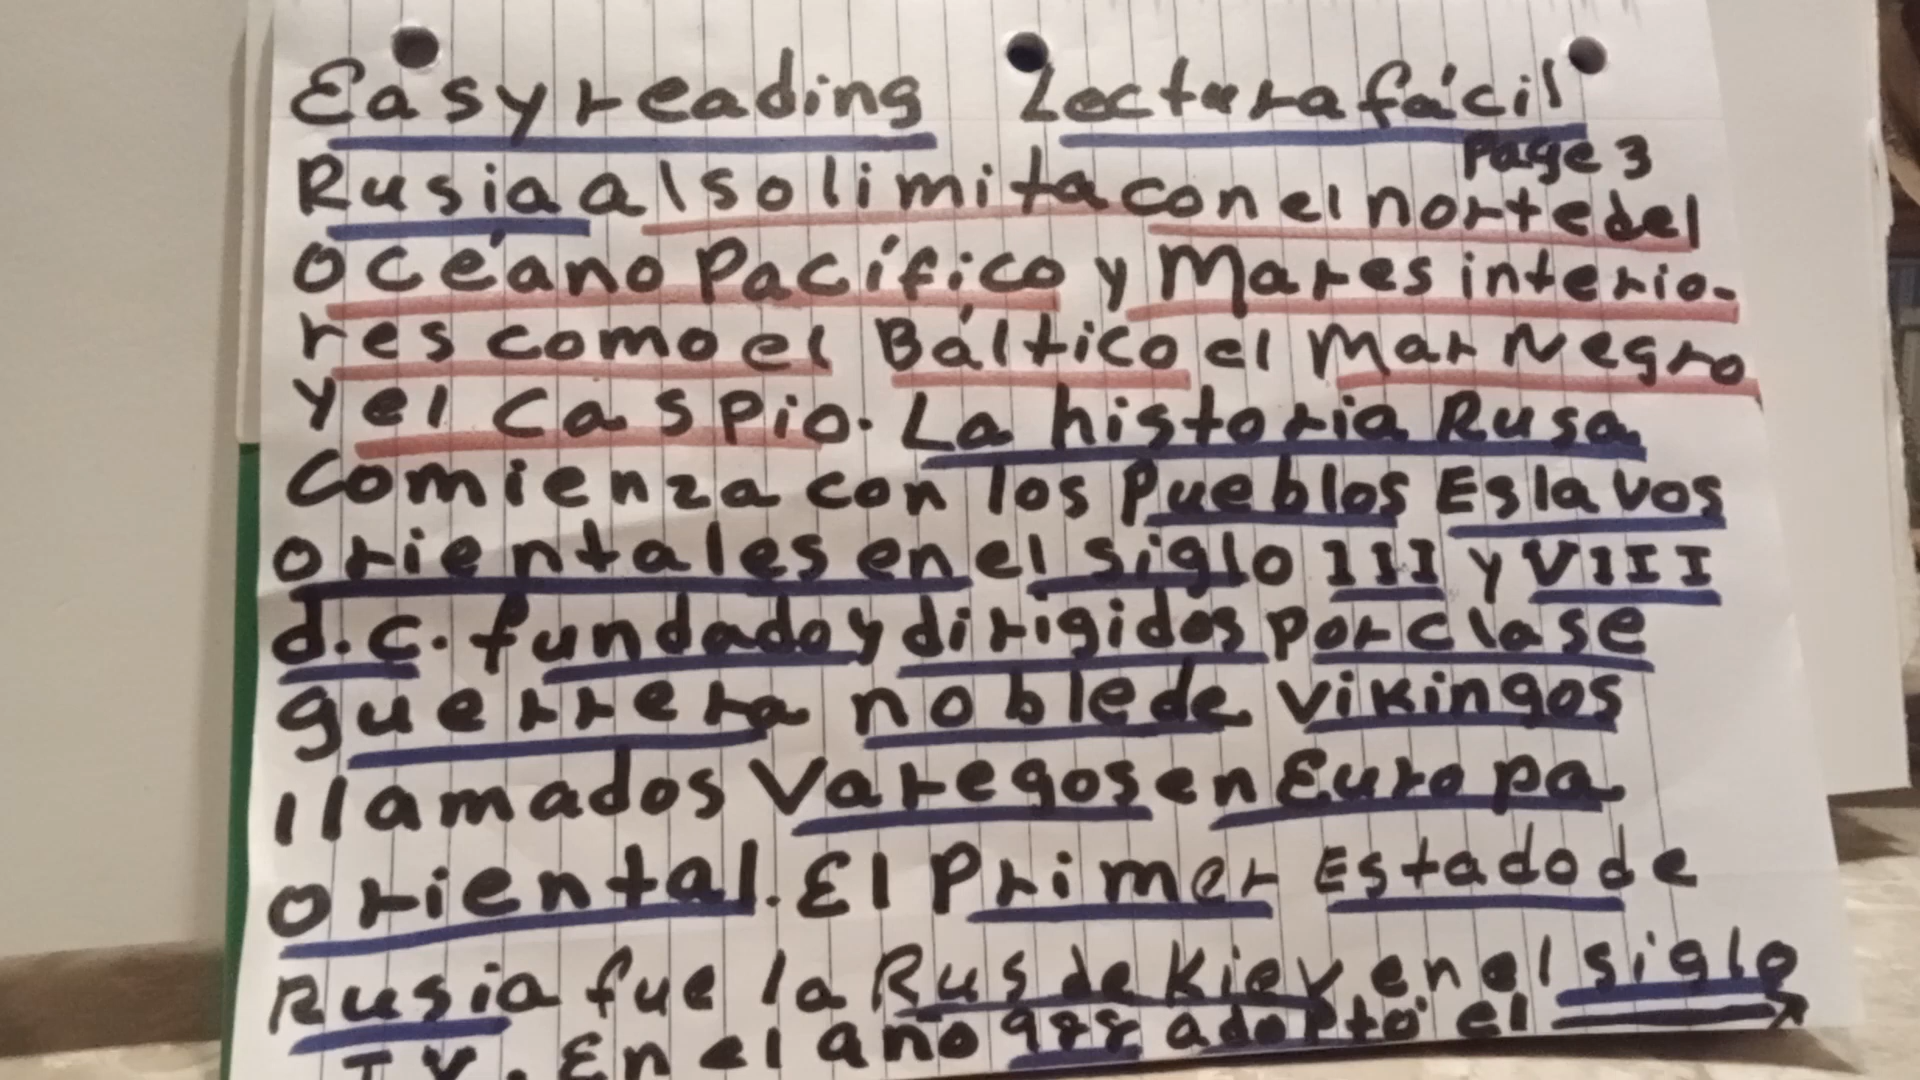 Easy reading Lectura fácil
Page 3
Rusia also limita con el norte del
océano Pacífico y Mares interio-
res como el Báltico el Mar Negro
y el Caspio. La historia Rusa
Comienza con los Pueblos Eslavos
orientales en el siglo III y VIII
d.C. fundado y dirigidos por clase
guerrera noble de vikingos
llamados Varegos en Europa
oriental. El Primer Estado de
Rusia fue la Rus de Kiev en el siglo
En el año 988 adoptó el